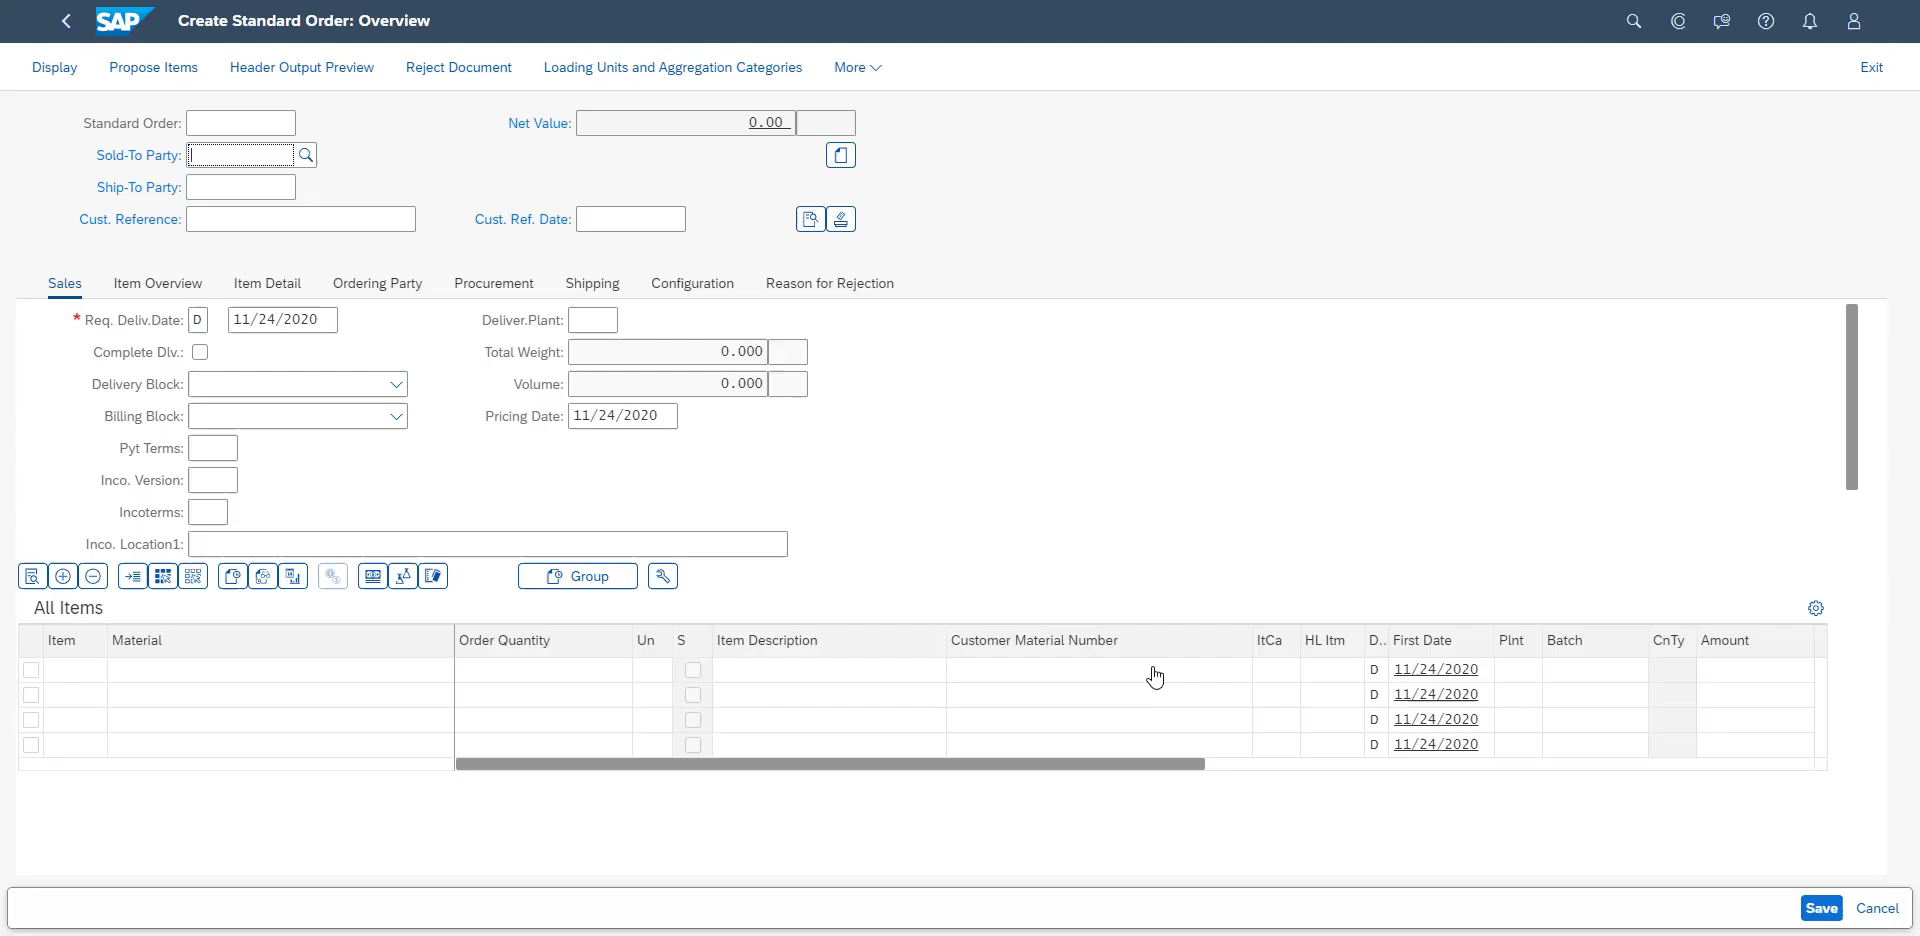 SAP Create Standard Order: Overview
Display Propose Items Header Output Preview Reject Document Loading Units and Aggregation Categories More Exit
Standard Order: Net Value: 0.00
Sold-To Party:
Ship-To Party:
Cust. Reference: Cust. Ref. Date:
Sales Item Overview Item Detail Ordering Party Procurement Shipping Configuration Reason for Rejection
* Req. Deliv.Date: D 11/24/2020 Deliver.Plant:
Complete Dlv.: Total Weight: 0.000
Delivery Block: Volume: 0.000
Billing Block: Pricing Date: 11/24/2020
Pyt Terms:
Inco. Version:
Incoterms:
Inco. Location1:
Group
All Items
Item Material Order Quantity Un S Item Description Customer Material Number ItCa HL Itm D.. First Date Plnt Batch CnTy Amount
D 11/24/2020
D 11/24/2020
D 11/24/2020
D 11/24/2020
Save Cancel